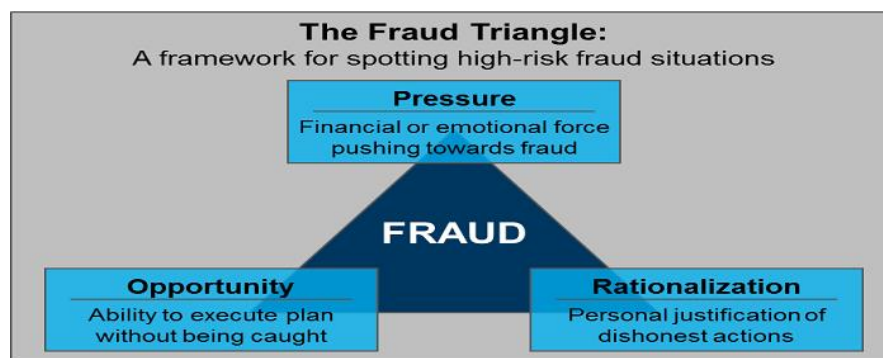 The Fraud Triangle:
A framework for spotting high-risk fraud situations
Pressure
Financial or emotional force
pushing towards fraud
FRAUD
Opportunity
Ability to execute plan
without being caught
Rationalization
Personal justification of
dishonest actions